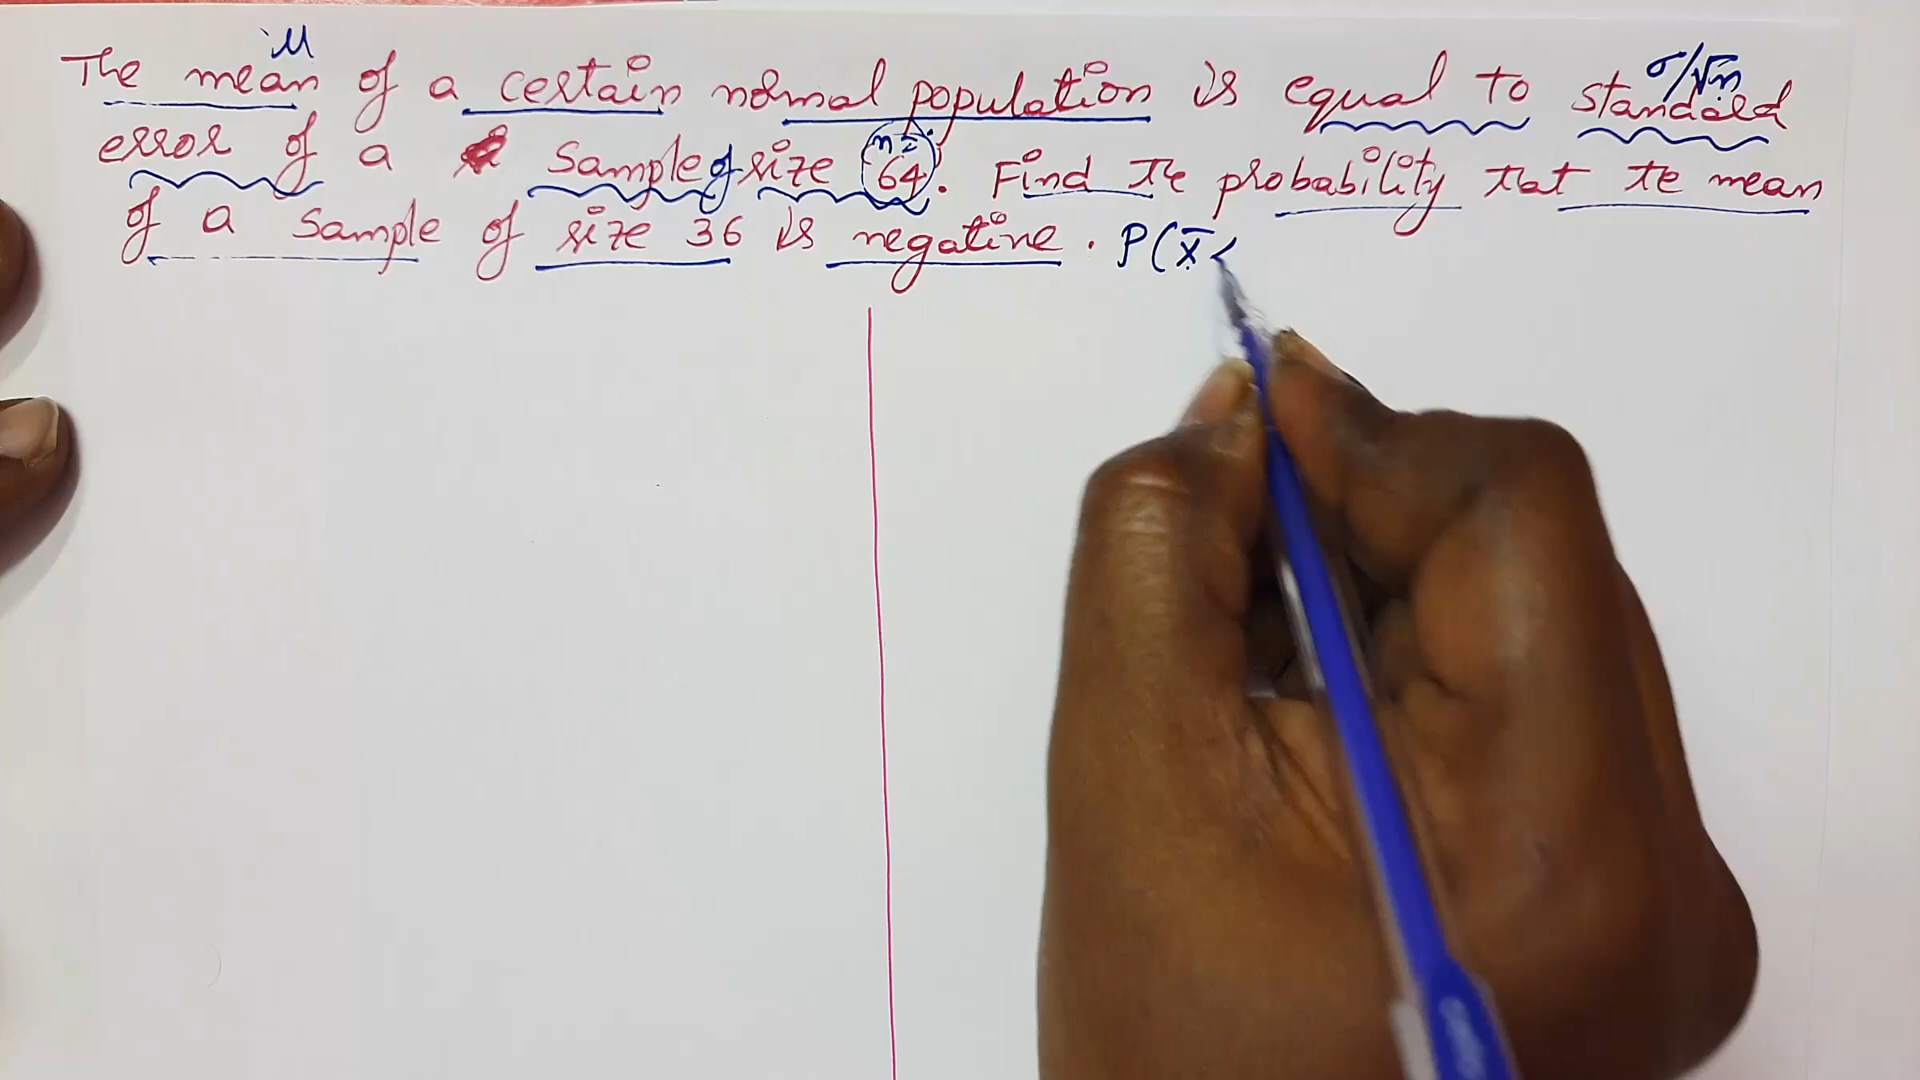 μ
The mean of a certain normal population is equal to standard
σ/√n
error of a sample of size 64. Find the probability that te mean
n=
of a sample of size 36 is negative. P(x̄<